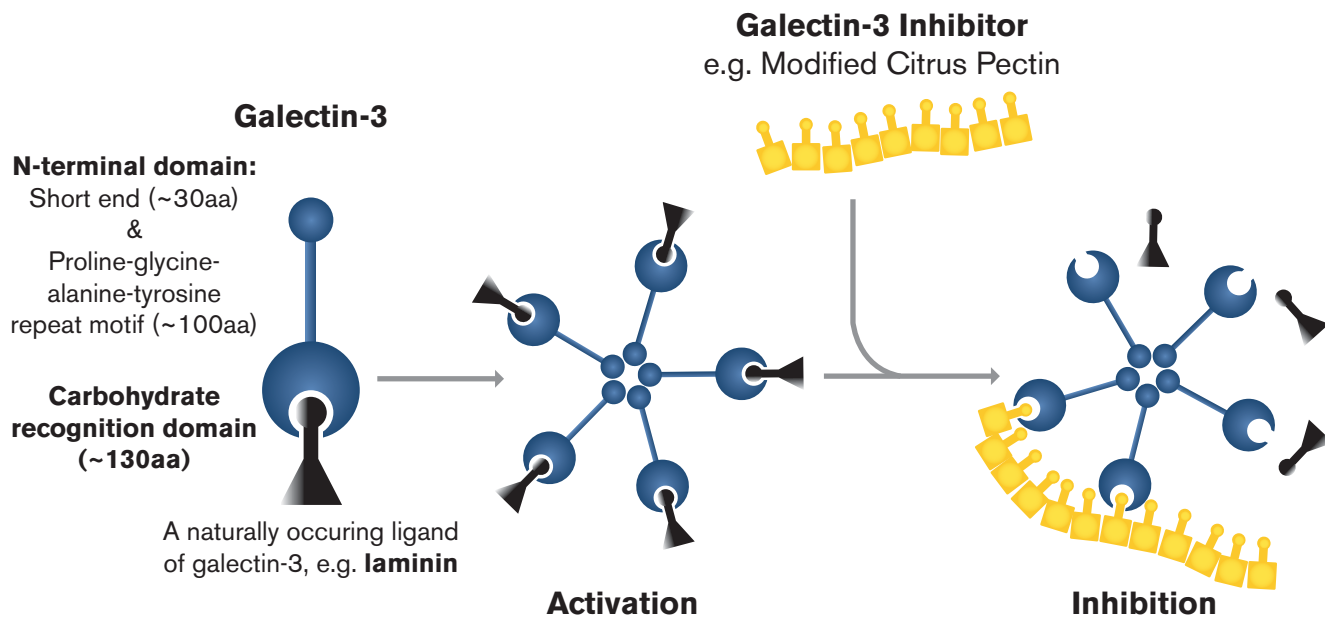 Galectin-3 Inhibitor
e.g. Modified Citrus Pectin
Galectin-3
N-terminal domain:
Short end (~30aa)
&
Proline-glycine-
alanine-tyrosine
repeat motif (~100aa)
Carbohydrate
recognition domain
(~130aa)
A naturally occuring ligand
of galectin-3, e.g. laminin
Activation
Inhibition